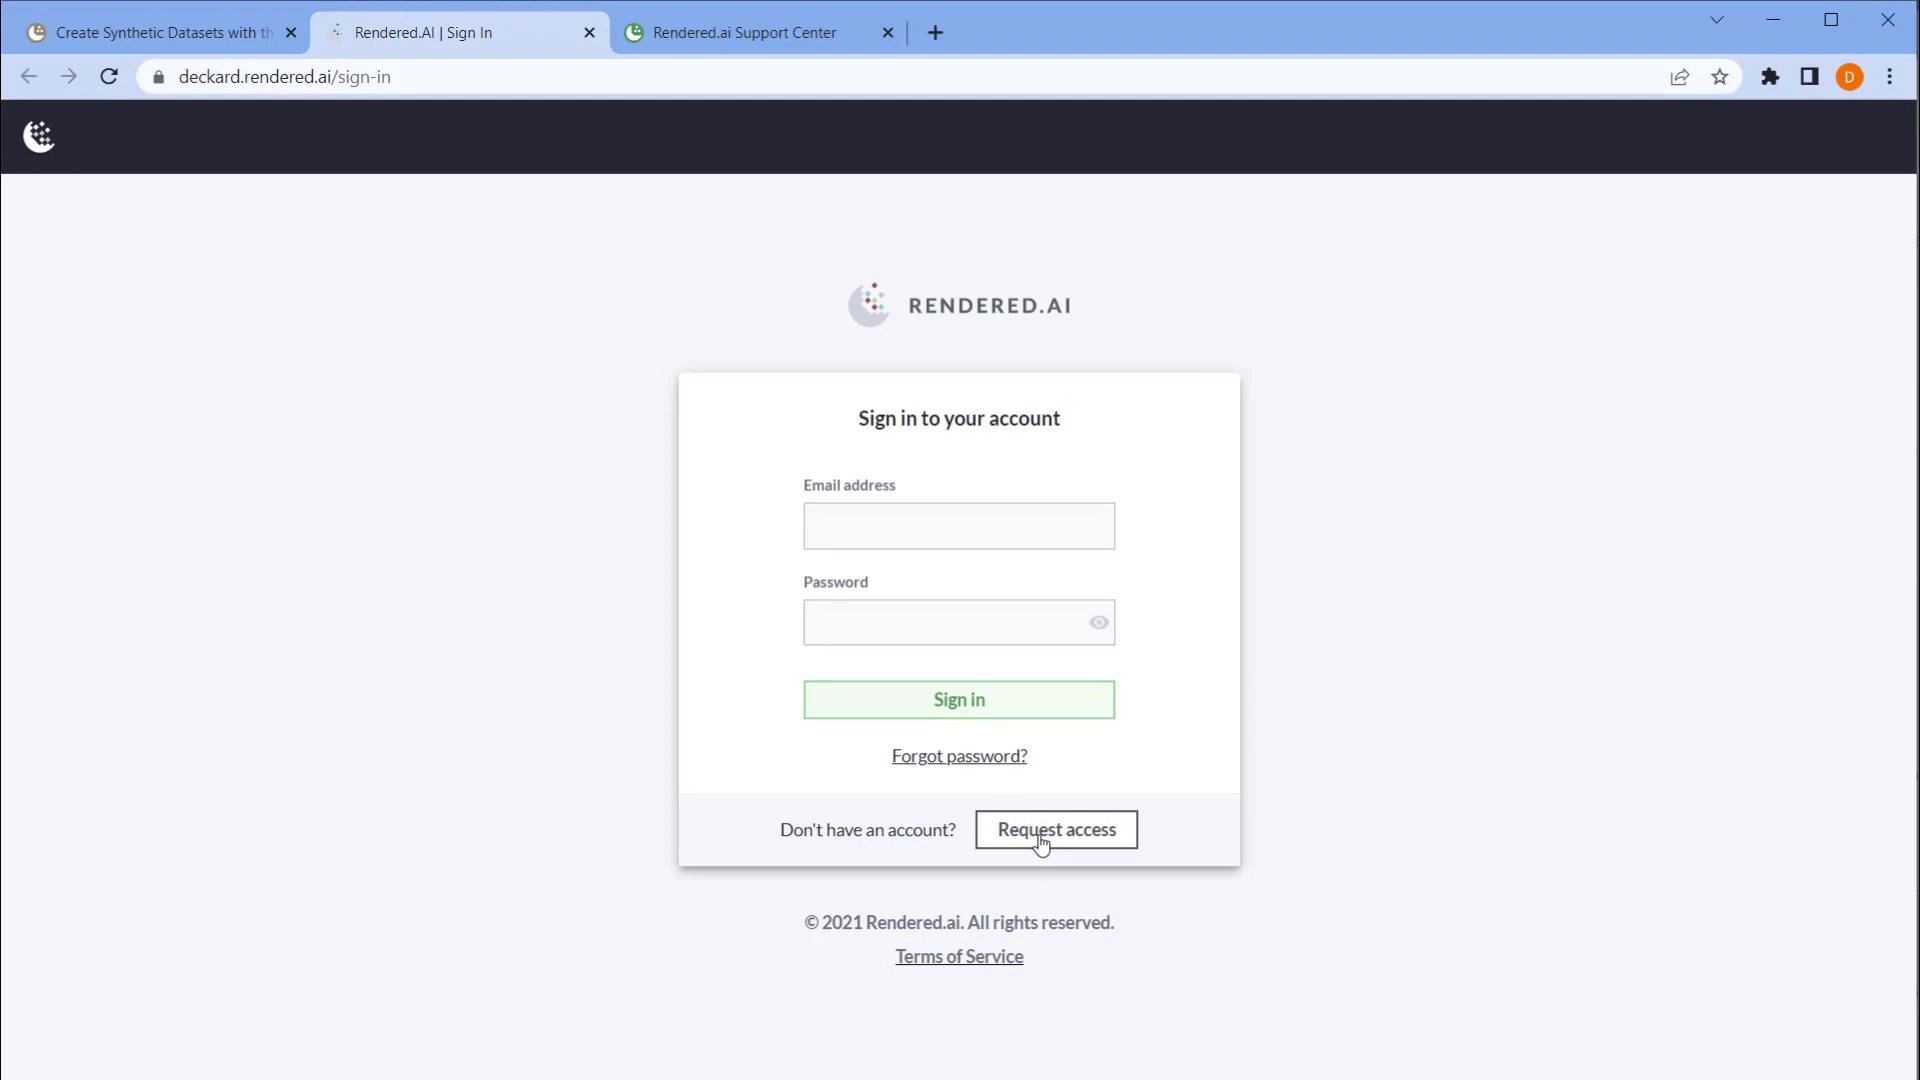 Create Synthetic Datasets with th
Rendered.AI | Sign In
Rendered.ai Support Center
deckard.rendered.ai/sign-in
D
RENDERED.AI
Sign in to your account
Email address
Password
Sign in
Forgot password?
Don't have an account?
Request access
© 2021 Rendered.ai. All rights reserved.
Terms of Service